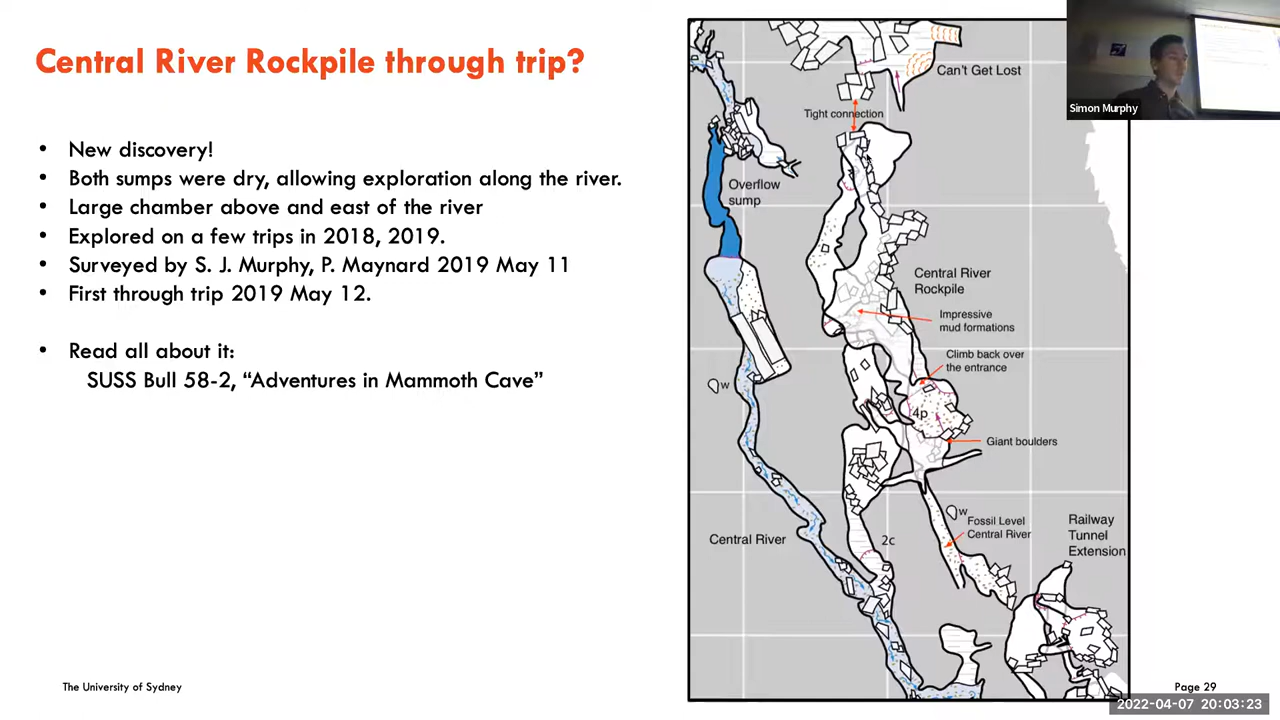 Central River Rockpile through trip?
• New discovery!
• Both sumps were dry, allowing exploration along the river.
• Large chamber above and east of the river
• Explored on a few trips in 2018, 2019.
• Surveyed by S. J. Murphy, P. Maynard 2019 May 11
• First through trip 2019 May 12.
• Read all about it:
SUSS Bull 58-2, “Adventures in Mammoth Cave”
The University of Sydney
Can't Get Lost
Tight connection
Overflow
sump
Central River
Rockpile
Impressive
mud formations
Climb back over
the entrance
4p
Giant boulders
w
w
Fossil Level
Central River
Railway
Tunnel
Extension
Central River
2c
Simon Murphy
Page 29
2022-04-07 20:03:23